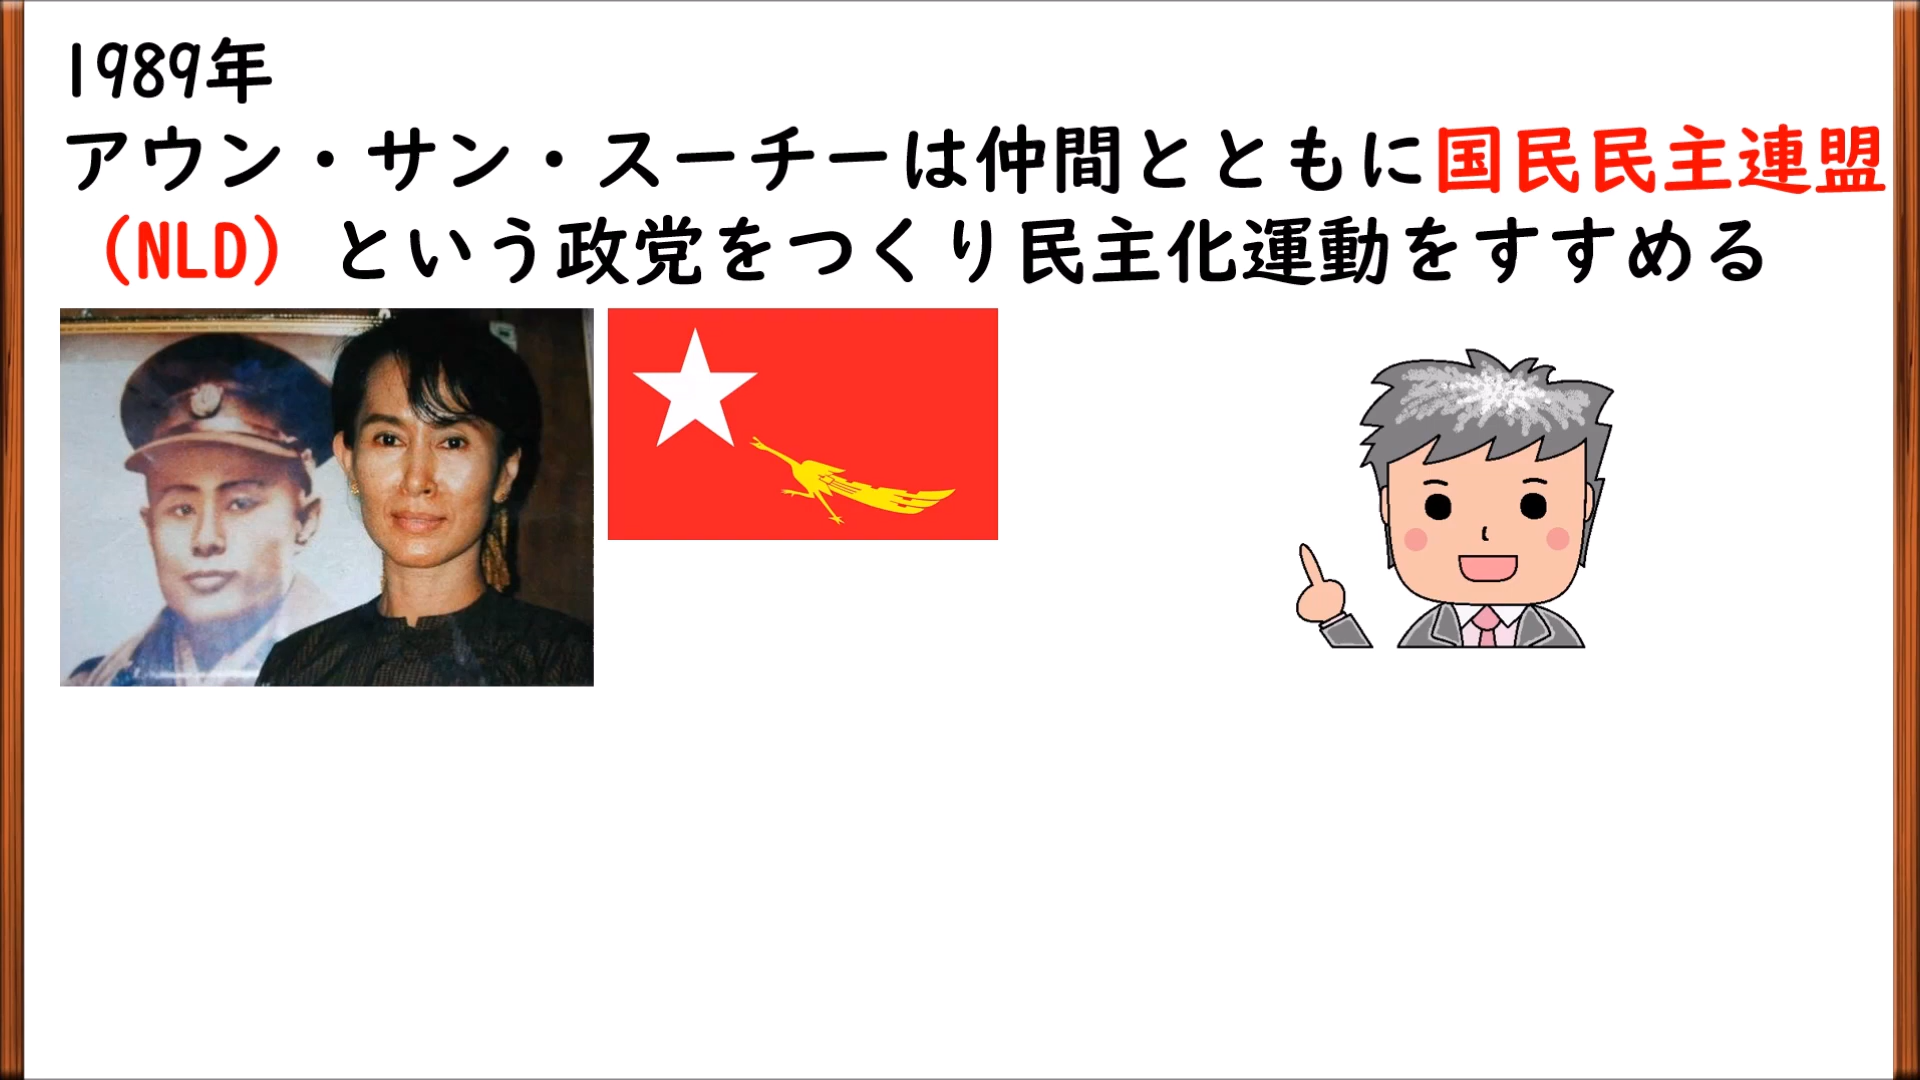 1989年
アウン・サン・スーチーは仲間とともに国民民主連盟
（NLD）という政党をつくり民主化運動をすすめる